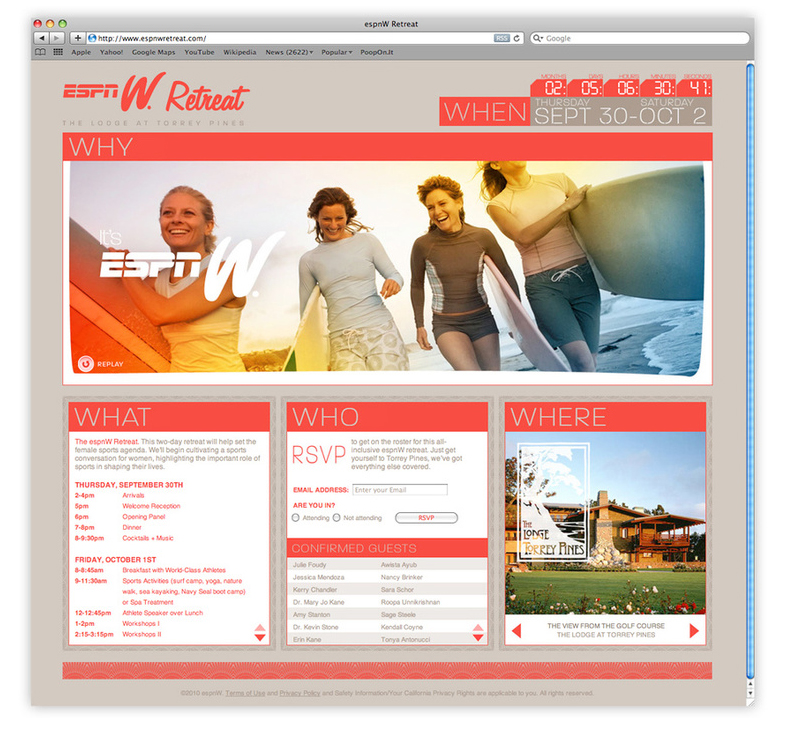 espnW Retreat
http://www.espnwretreat.com/
RSS
Google
Apple Yahoo! Google Maps YouTube Wikipedia News (2622) Popular PoopOn.It
ESPN W. Retreat
THE LODGE AT TORREY PINES
MONTHS DAYS HOURS MINUTES SECONDS
02: 05: 06: 30: 41:
WHEN
THURSDAY SATURDAY
SEPT 30-OCT 2
WHY
It's
ESPN W.
REPLAY
WHAT
The espnW Retreat. This two-day retreat will help set the
female sports agenda. We'll begin cultivating a sports
conversation for women, highlighting the important role of
sports in shaping their lives.
THURSDAY, SEPTEMBER 30TH
2-4pm Arrivals
5pm Welcome Reception
6pm Opening Panel
7-8pm Dinner
8-9:30pm Cocktails + Music
FRIDAY, OCTOBER 1ST
8-8:45am Breakfast with World-Class Athletes
9-11:30am Sports Activities (surf camp, yoga, nature
walk, sea kayaking, Navy Seal boot camp)
or Spa Treatment
12-12:45pm Athlete Speaker over Lunch
1-2pm Workshops I
2:15-3:15pm Workshops II
WHO
RSVP
to get on the roster for this all-
inclusive espnW retreat. Just get
yourself to Torrey Pines, we've got
everything else covered.
EMAIL ADDRESS: Enter your Email
ARE YOU IN?
Attending Not attending RSVP
CONFIRMED GUESTS
Julie Foudy Awista Ayub
Jessica Mendoza Nancy Brinker
Kerry Chandler Sara Schor
Dr. Mary Jo Kane Roopa Unnikrishnan
Amy Stanton Sage Steele
Dr. Kevin Stone Kendall Coyne
Erin Kane Tonya Antonucci
WHERE
THE
LODGE
AT
TORREY PINES
THE VIEW FROM THE GOLF COURSE
THE LODGE AT TORREY PINES
©2010 espnW. Terms of Use and Privacy Policy and Safety Information/Your California Privacy Rights are applicable to you. All rights reserved.